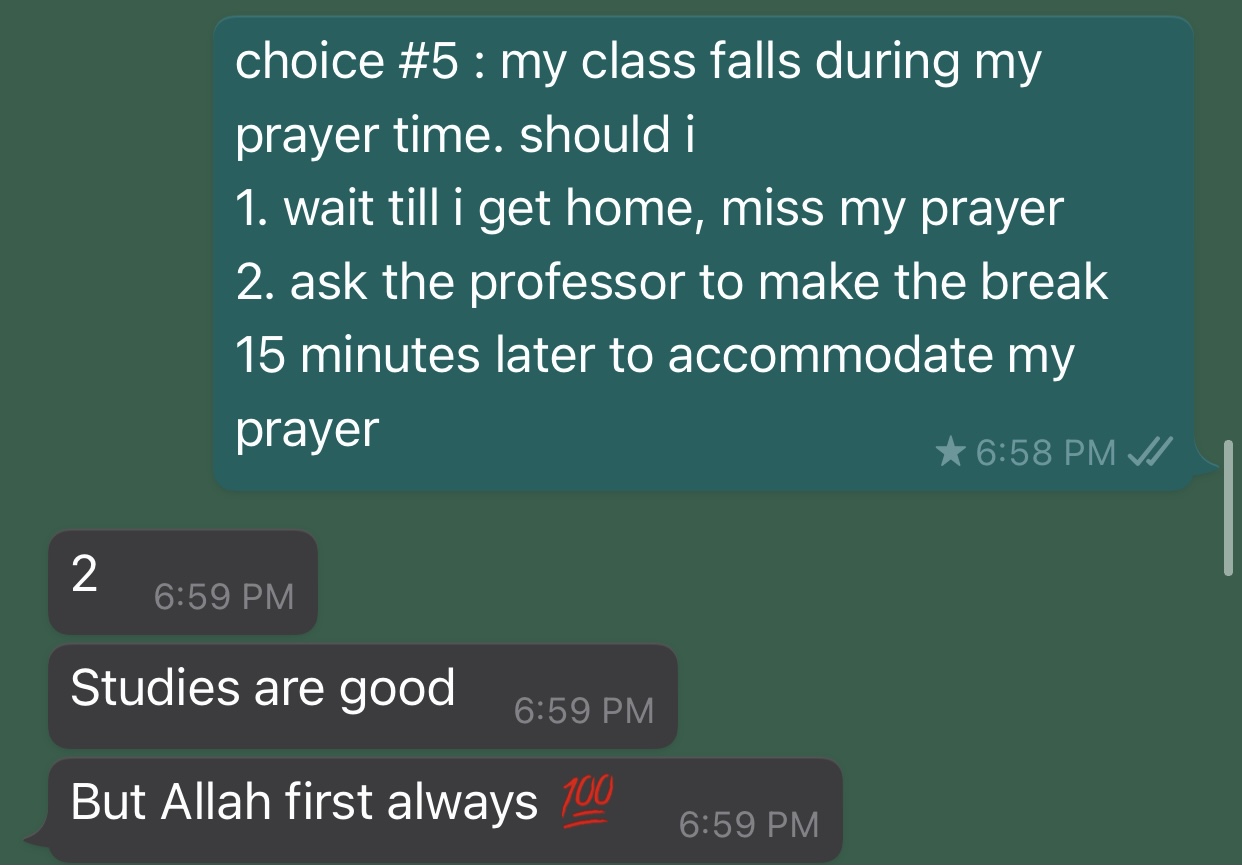 choice #5 : my class falls during my
prayer time. should i
1. wait till i get home, miss my prayer
2. ask the professor to make the break
15 minutes later to accommodate my
prayer
6:58 PM
2
6:59 PM
Studies are good
6:59 PM
But Allah first always 💯
6:59 PM